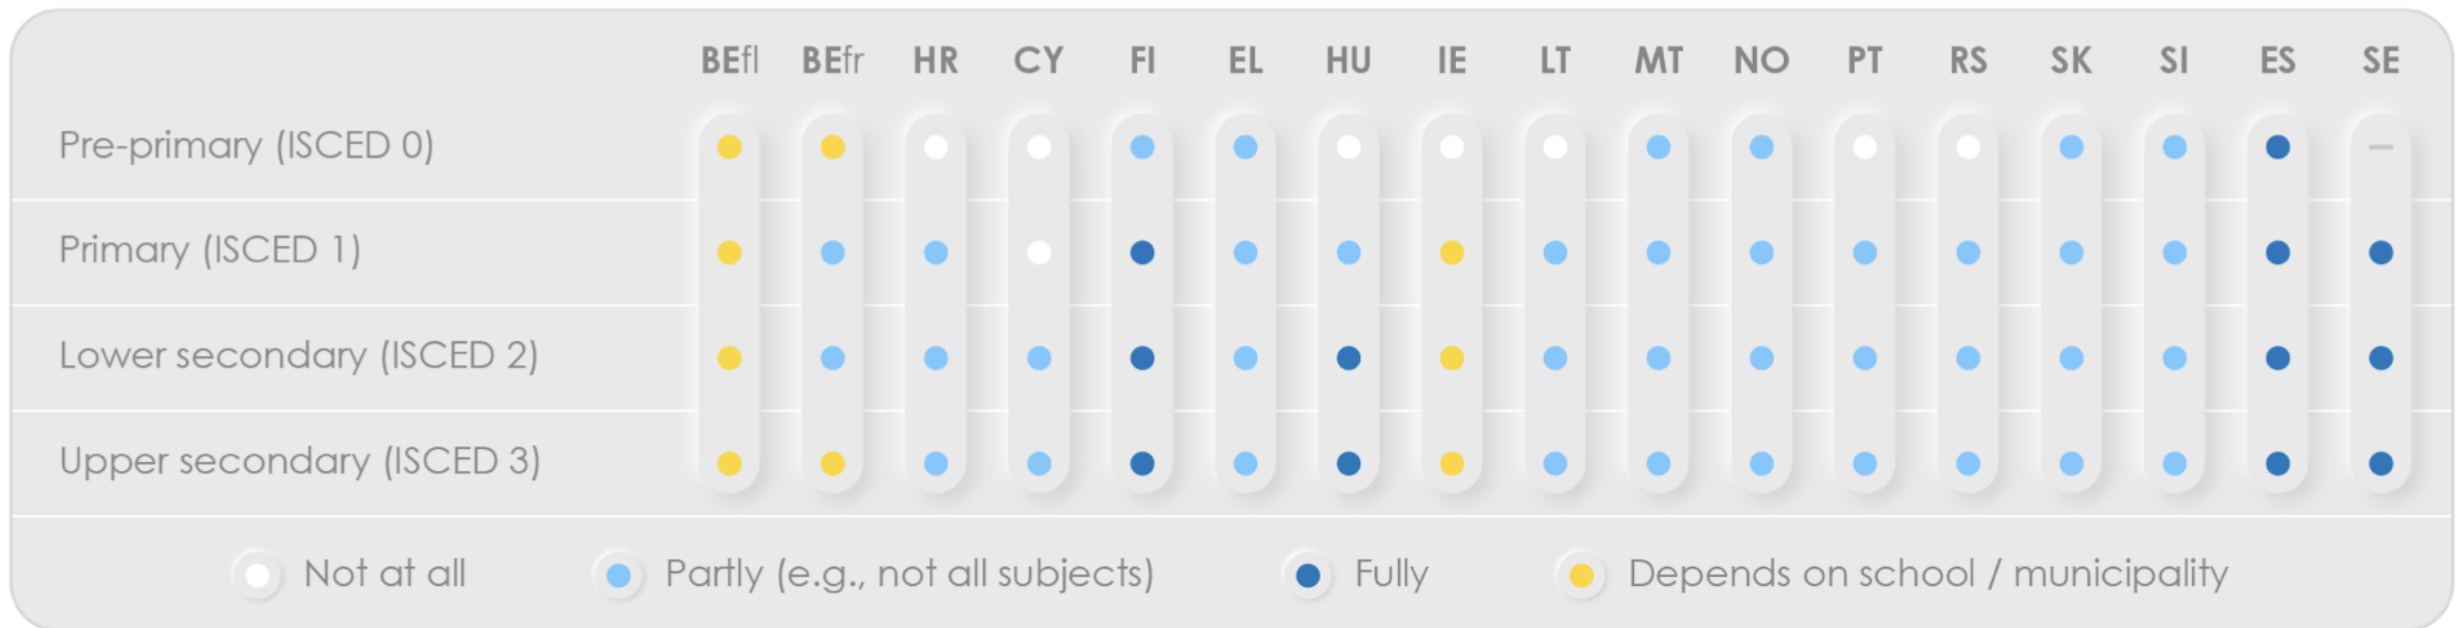 BEfl BEfr HR CY FI EL HU IE LT MT NO PT RS SK SI ES SE
Pre-primary (ISCED 0) –
Primary (ISCED 1)
Lower secondary (ISCED 2)
Upper secondary (ISCED 3)
Not at all Partly (e.g., not all subjects) Fully Depends on school / municipality